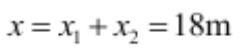 x = x₁ + x₂ = 18m